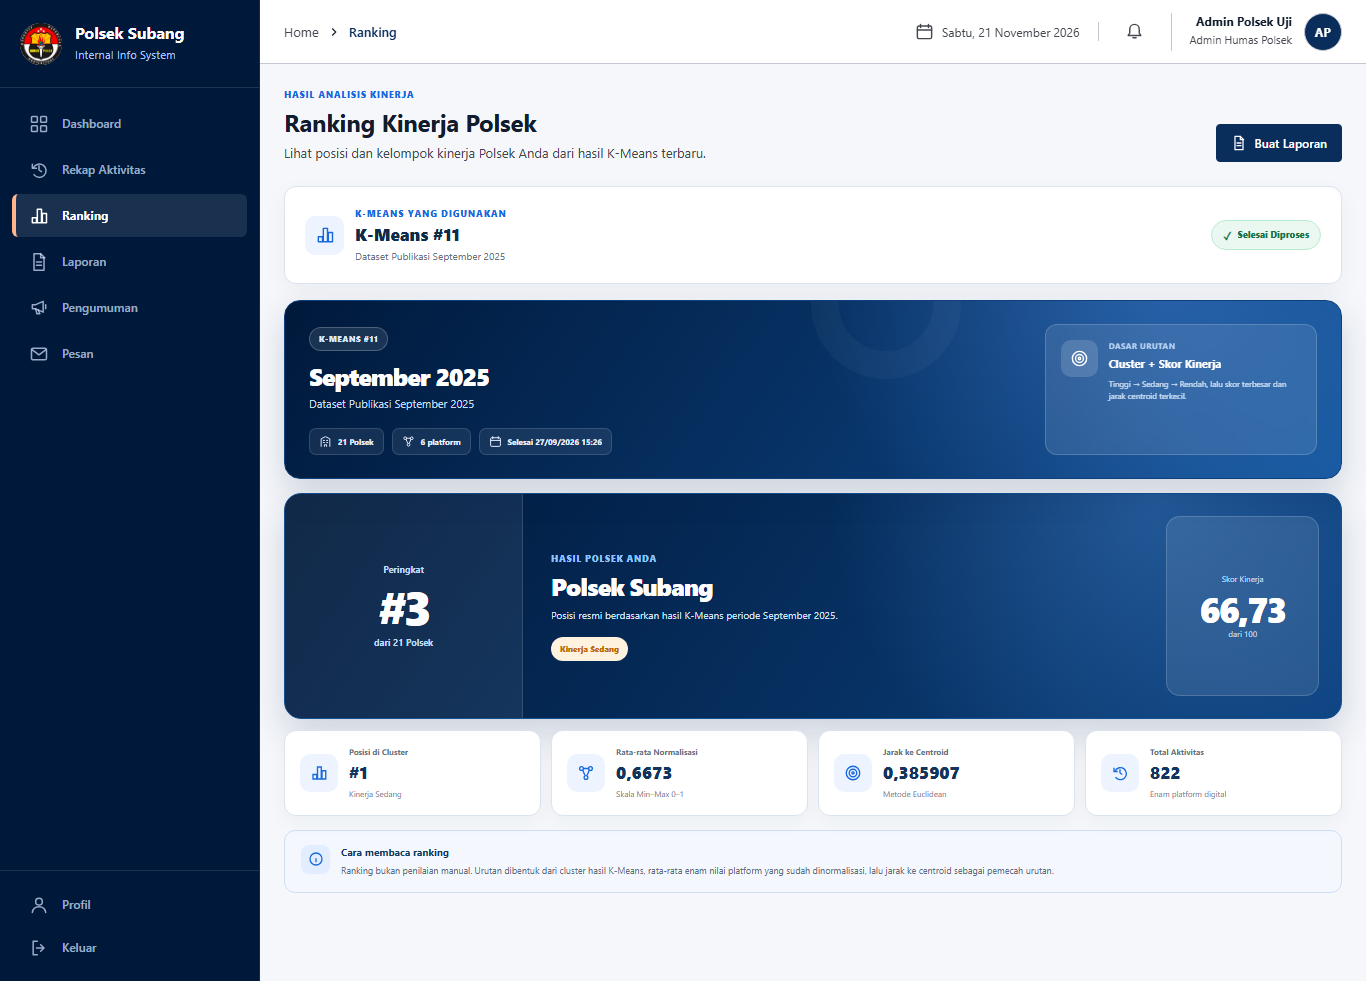 Polsek Subang
Internal Info System
Dashboard
Rekap Aktivitas
Ranking
Laporan
Pengumuman
Pesan
Profil
Keluar
Home > Ranking
Sabtu, 21 November 2026
Admin Polsek Uji
Admin Humas Polsek
AP
HASIL ANALISIS KINERJA
Ranking Kinerja Polsek
Lihat posisi dan kelompok kinerja Polsek Anda dari hasil K-Means terbaru.
Buat Laporan
K-MEANS YANG DIGUNAKAN
K-Means #11
Dataset Publikasi September 2025
✓ Selesai Diproses
K-MEANS #11
September 2025
Dataset Publikasi September 2025
21 Polsek
6 platform
Selesai 27/09/2026 15:26
DASAR URUTAN
Cluster + Skor Kinerja
Tinggi → Sedang → Rendah, lalu skor terbesar dan
jarak centroid terkecil.
Peringkat
#3
dari 21 Polsek
HASIL POLSEK ANDA
Polsek Subang
Posisi resmi berdasarkan hasil K-Means periode September 2025.
Kinerja Sedang
Skor Kinerja
66,73
dari 100
Posisi di Cluster
#1
Kinerja Sedang
Rata-rata Normalisasi
0,6673
Skala Min–Max 0–1
Jarak ke Centroid
0,385907
Metode Euclidean
Total Aktivitas
822
Enam platform digital
Cara membaca ranking
Ranking bukan penilaian manual. Urutan dibentuk dari cluster hasil K-Means, rata-rata enam nilai platform yang sudah dinormalisasi, lalu jarak ke centroid sebagai pemecah urutan.